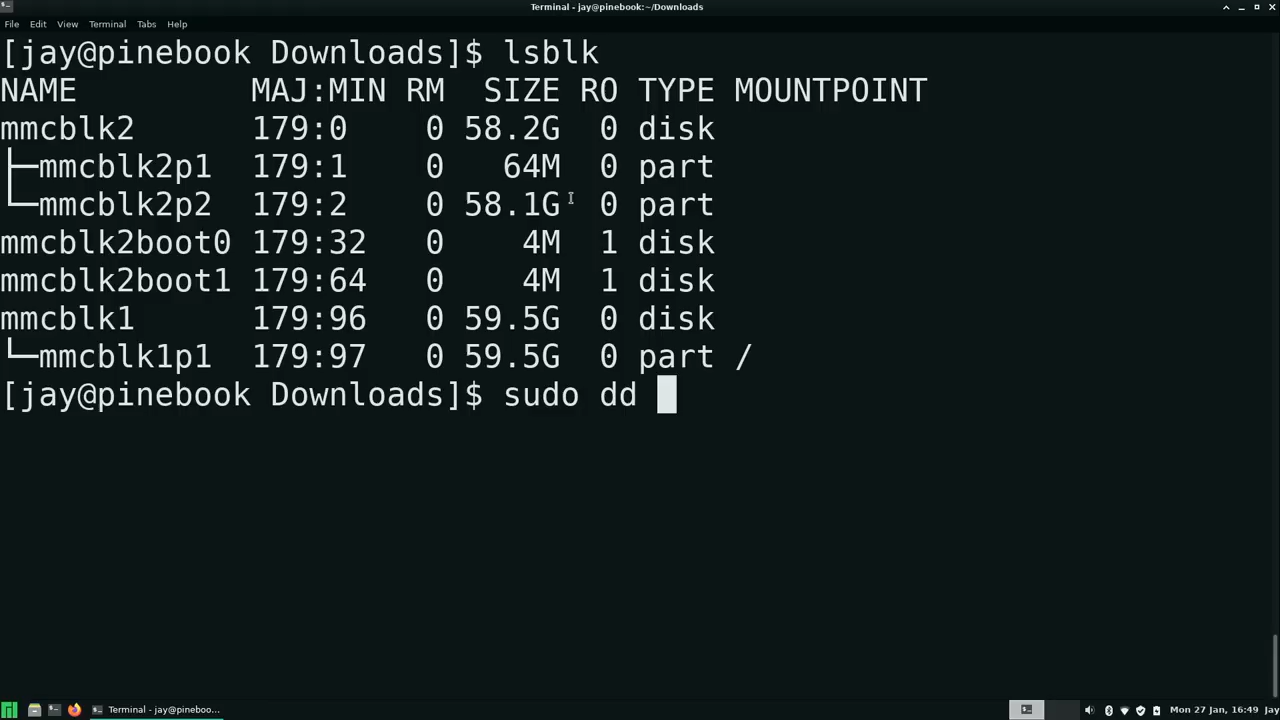 Terminal - jay@pinebook:~/Downloads
File Edit View Terminal Tabs Help
[jay@pinebook Downloads]$ lsblk
NAME MAJ:MIN RM SIZE RO TYPE MOUNTPOINT
mmcblk2 179:0 0 58.2G 0 disk
├─mmcblk2p1 179:1 0 64M 0 part
└─mmcblk2p2 179:2 0 58.1G 0 part
mmcblk2boot0 179:32 0 4M 1 disk
mmcblk2boot1 179:64 0 4M 1 disk
mmcblk1 179:96 0 59.5G 0 disk
└─mmcblk1p1 179:97 0 59.5G 0 part /
[jay@pinebook Downloads]$ sudo dd
Terminal - jay@pineboo... Mon 27 Jan, 16:49 Jay